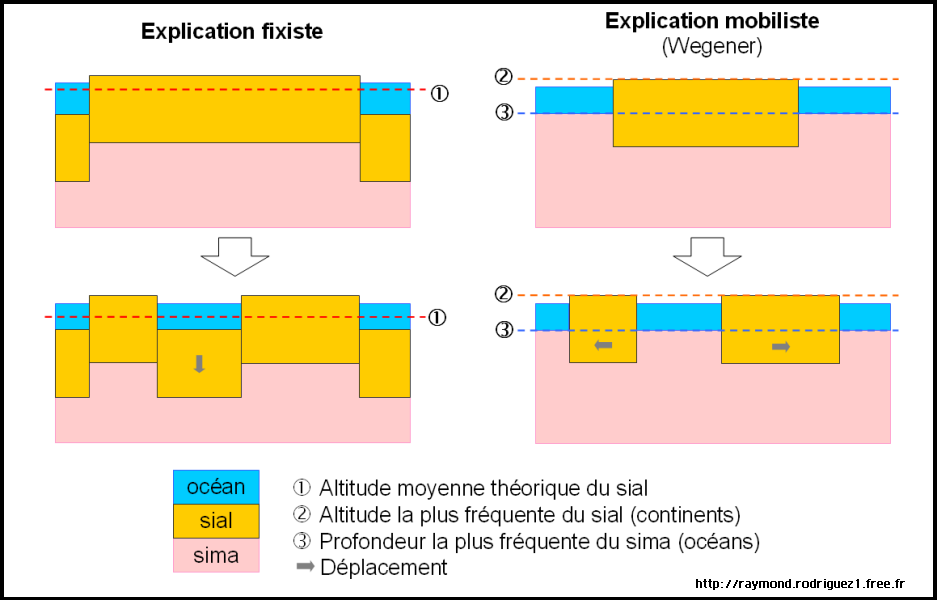 Explication fixiste
Explication mobiliste
(Wegener)
①
②
③
①
②
③
océan
sial
sima
① Altitude moyenne théorique du sial
② Altitude la plus fréquente du sial (continents)
③ Profondeur la plus fréquente du sima (océans)
Déplacement
http://raymond.rodriguez1.free.fr